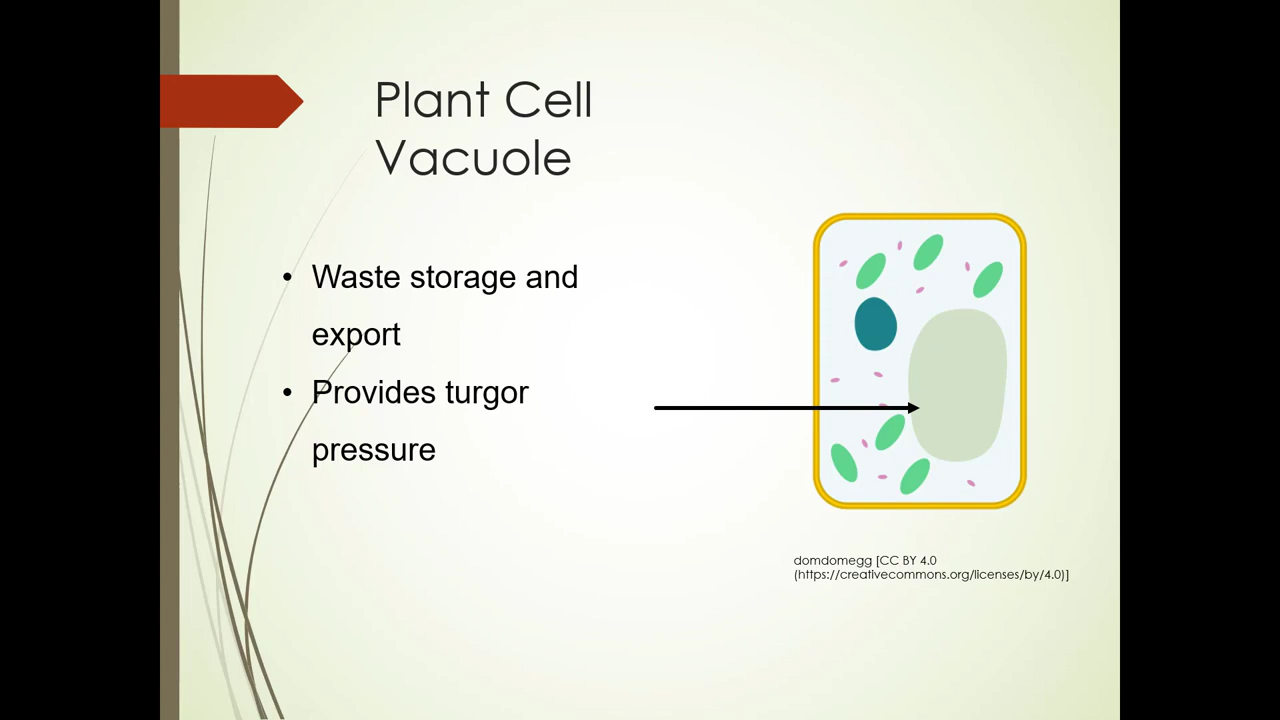 Plant Cell
Vacuole
• Waste storage and
export
• Provides turgor
pressure
domdomegg [CC BY 4.0
(https://creativecommons.org/licenses/by/4.0)]